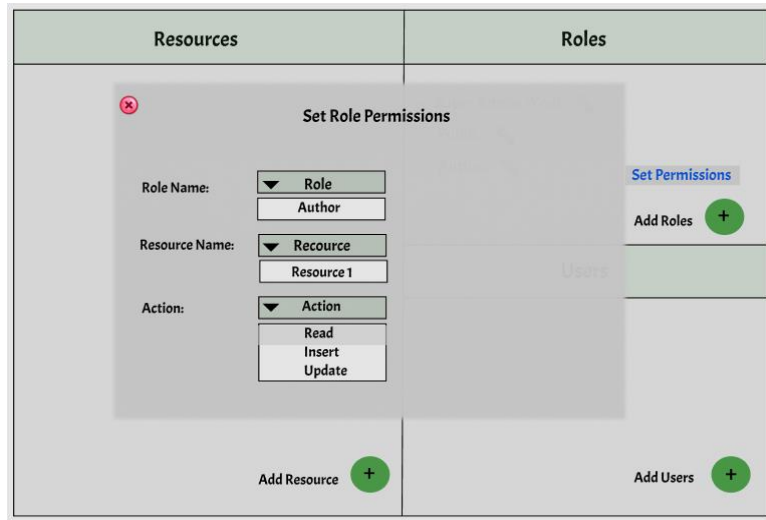 Resources
Roles
Set Role Permissions
Role Name:
Role
Author
Resource Name:
Recource
Resource 1
Action:
Action
Read
Insert
Update
Set Permissions
Add Roles
+
Users
Add Resource
+
Add Users
+